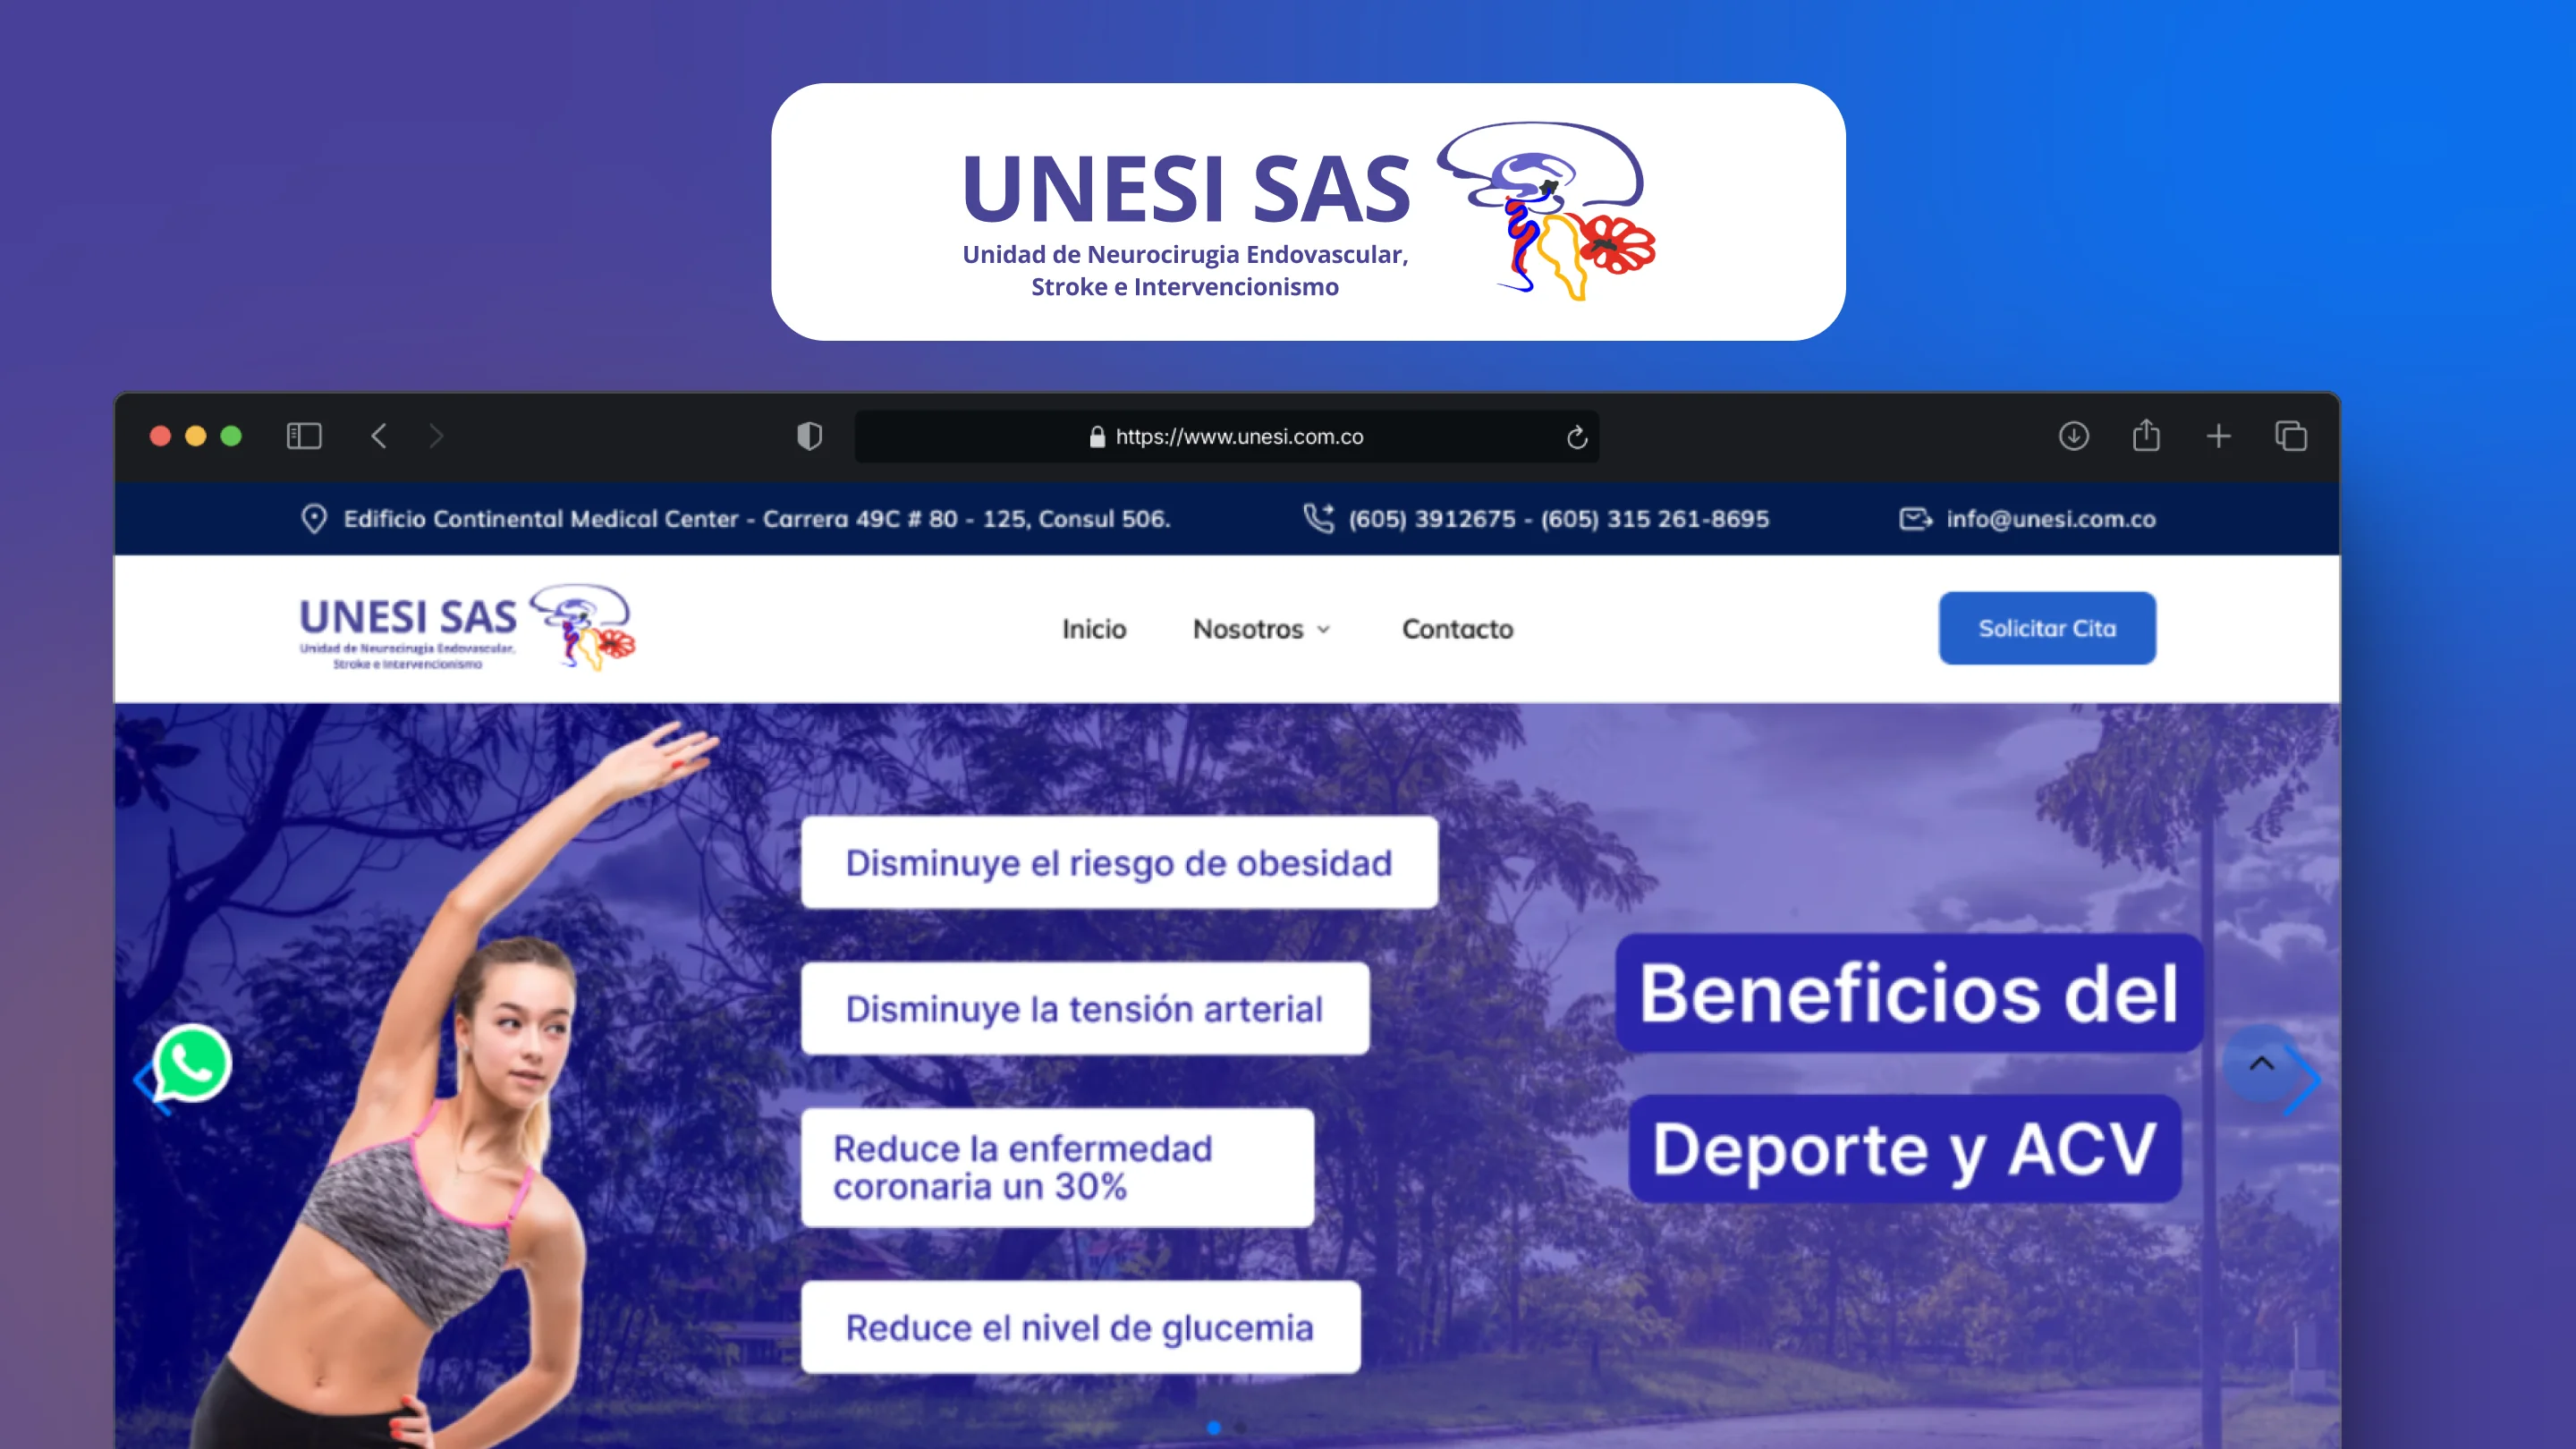 UNESI SAS
Unidad de Neurocirugia Endovascular,
Stroke e Intervencionismo
https://www.unesi.com.co
Edificio Continental Medical Center - Carrera 49C # 80 - 125, Consul 506.
(605) 3912675 - (605) 315 261-8695
info@unesi.com.co
UNESI SAS
Unidad de Neurocirugia Endovascular,
Stroke e Intervencionismo
Inicio
Nosotros
Contacto
Solicitar Cita
Disminuye el riesgo de obesidad
Disminuye la tensión arterial
Reduce la enfermedad
coronaria un 30%
Reduce el nivel de glucemia
Beneficios del
Deporte y ACV